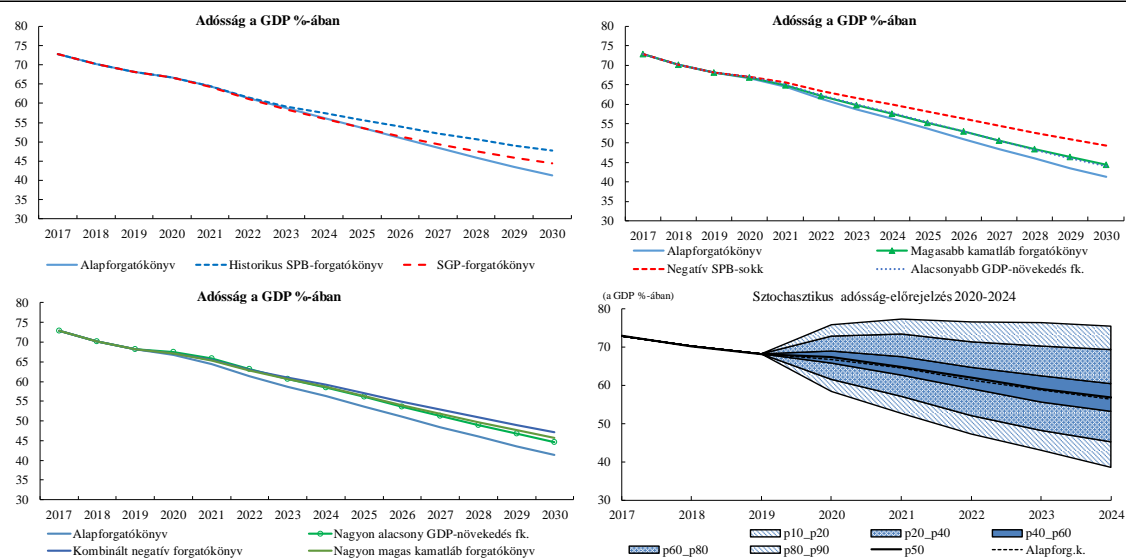 Adósság a GDP %-ában
80
75
70
65
60
55
50
45
40
35
30
2017 2018 2019 2020 2021 2022 2023 2024 2025 2026 2027 2028 2029 2030
Alapforgatókönyv Historikus SPB-forgatókönyv SGP-forgatókönyv
Adósság a GDP %-ában
80
75
70
65
60
55
50
45
40
35
30
2017 2018 2019 2020 2021 2022 2023 2024 2025 2026 2027 2028 2029 2030
Alapforgatókönyv Magasabb kamatláb forgatókönyv
Negatív SPB-sokk Alacsonyabb GDP-növekedés fk.
Adósság a GDP %-ában
80
75
70
65
60
55
50
45
40
35
30
2017 2018 2019 2020 2021 2022 2023 2024 2025 2026 2027 2028 2029 2030
Alapforgatókönyv Nagyon alacsony GDP-növekedés fk.
Kombinált negatív forgatókönyv Nagyon magas kamatláb forgatókönyv
(a GDP %-ában) Sztochasztikus adósság-előrejelzés 2020-2024
80
70
60
50
40
30
2017 2018 2019 2020 2021 2022 2023 2024
p10_p20 p20_p40 p40_p60
p60_p80 p80_p90 p50 Alapforg.k.